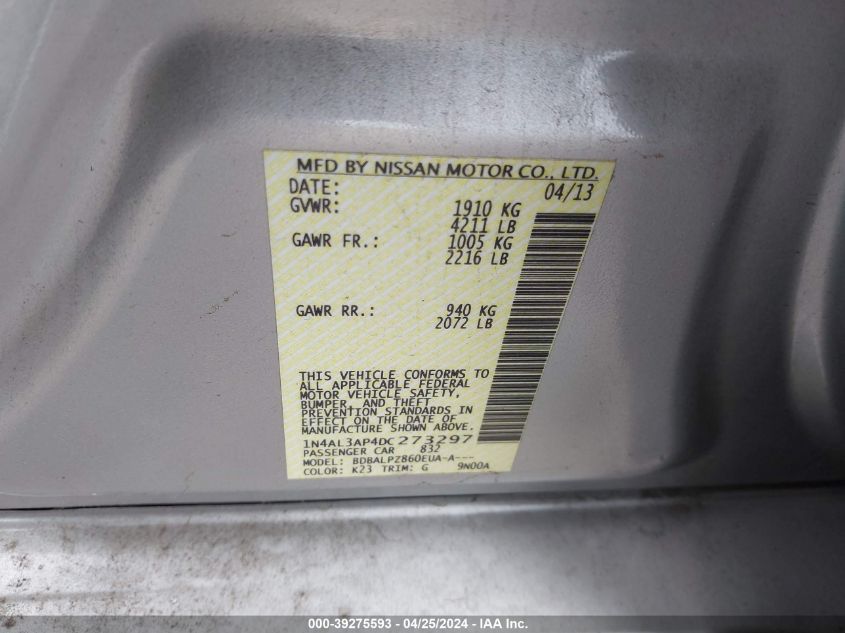 MFD BY NISSAN MOTOR CO., LTD.
DATE: 04/13
GVWR: 1910 KG
4211 LB
GAWR FR.: 1005 KG
2216 LB
GAWR RR.: 940 KG
2072 LB
THIS VEHICLE CONFORMS TO
ALL APPLICABLE FEDERAL
MOTOR VEHICLE SAFETY,
BUMPER, AND THEFT
PREVENTION STANDARDS IN
EFFECT ON THE DATE OF
MANUFACTURE SHOWN ABOVE.
1N4AL3AP4DC273297
PASSENGER CAR 832
MODEL: BDBALPZ860EUA-A---
COLOR: K23 TRIM: G 9N00A
000-39275593 - 04/25/2024 - IAA Inc.